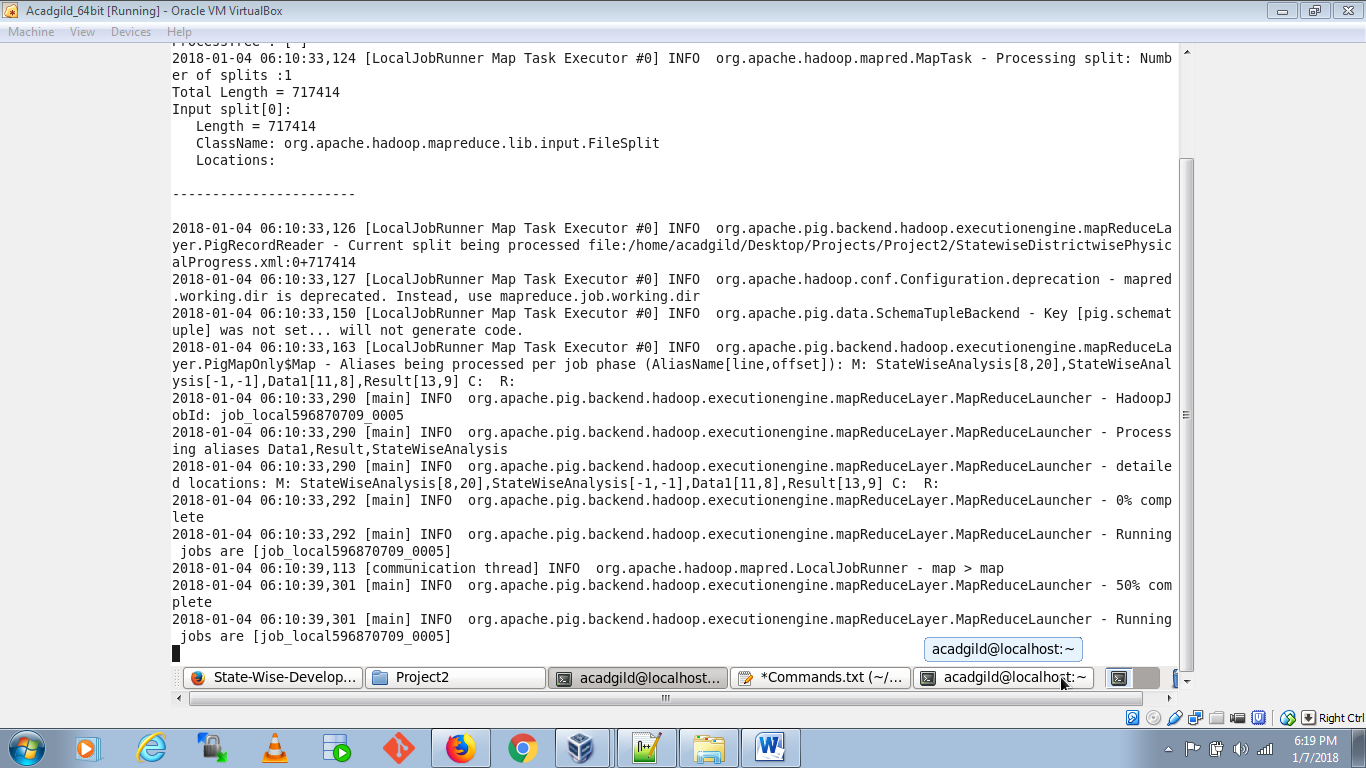 Acadgild_64bit [Running] - Oracle VM VirtualBox
Machine View Devices Help
2018-01-04 06:10:33,124 [LocalJobRunner Map Task Executor #0] INFO  org.apache.hadoop.mapred.MapTask - Processing split: Numb
er of splits :1
Total Length = 717414
Input split[0]:
   Length = 717414
   ClassName: org.apache.hadoop.mapreduce.lib.input.FileSplit
   Locations:
-----------------------
2018-01-04 06:10:33,126 [LocalJobRunner Map Task Executor #0] INFO  org.apache.pig.backend.hadoop.executionengine.mapReduceLa
yer.PigRecordReader - Current split being processed file:/home/acadgild/Desktop/Projects/Project2/StatewiseDistrictwisePhysic
alProgress.xml:0+717414
2018-01-04 06:10:33,127 [LocalJobRunner Map Task Executor #0] INFO  org.apache.hadoop.conf.Configuration.deprecation - mapred
.working.dir is deprecated. Instead, use mapreduce.job.working.dir
2018-01-04 06:10:33,150 [LocalJobRunner Map Task Executor #0] INFO  org.apache.pig.data.SchemaTupleBackend - Key [pig.schemat
uple] was not set... will not generate code.
2018-01-04 06:10:33,163 [LocalJobRunner Map Task Executor #0] INFO  org.apache.pig.backend.hadoop.executionengine.mapReduceLa
yer.PigMapOnly$Map - Aliases being processed per job phase (AliasName[line,offset]): M: StateWiseAnalysis[8,20],StateWiseAnal
ysis[-1,-1],Data1[11,8],Result[13,9] C:  R:
2018-01-04 06:10:33,290 [main] INFO  org.apache.pig.backend.hadoop.executionengine.mapReduceLayer.MapReduceLauncher - HadoopJ
obId: job_local596870709_0005
2018-01-04 06:10:33,290 [main] INFO  org.apache.pig.backend.hadoop.executionengine.mapReduceLayer.MapReduceLauncher - Process
ing aliases Data1,Result,StateWiseAnalysis
2018-01-04 06:10:33,290 [main] INFO  org.apache.pig.backend.hadoop.executionengine.mapReduceLayer.MapReduceLauncher - detaile
d locations: M: StateWiseAnalysis[8,20],StateWiseAnalysis[-1,-1],Data1[11,8],Result[13,9] C:  R:
2018-01-04 06:10:33,292 [main] INFO  org.apache.pig.backend.hadoop.executionengine.mapReduceLayer.MapReduceLauncher - 0% comp
lete
2018-01-04 06:10:33,292 [main] INFO  org.apache.pig.backend.hadoop.executionengine.mapReduceLayer.MapReduceLauncher - Running
 jobs are [job_local596870709_0005]
2018-01-04 06:10:39,113 [communication thread] INFO  org.apache.hadoop.mapred.LocalJobRunner - map > map
2018-01-04 06:10:39,301 [main] INFO  org.apache.pig.backend.hadoop.executionengine.mapReduceLayer.MapReduceLauncher - 50% com
plete
2018-01-04 06:10:39,301 [main] INFO  org.apache.pig.backend.hadoop.executionengine.mapReduceLayer.MapReduceLauncher - Running
 jobs are [job_local596870709_0005]
acadgild@localhost:~
State-Wise-Develop... Project2 acadgild@localhost... *Commands.txt (~/... acadgild@localhost:~
Right Ctrl
6:19 PM
1/7/2018